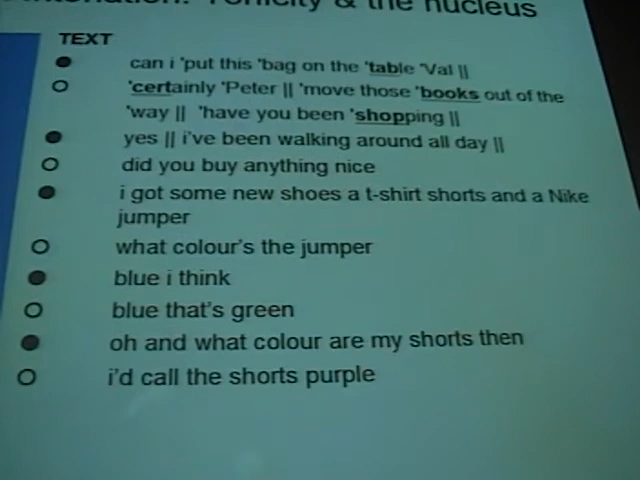 Tonicity & the nucleus
TEXT
can i 'put this 'bag on the 'table 'Val ||
'certainly 'Peter || 'move those 'books out of the
'way || 'have you been 'shopping ||
yes || i've been walking around all day ||
did you buy anything nice
i got some new shoes a t-shirt shorts and a Nike
jumper
what colour's the jumper
blue i think
blue that's green
oh and what colour are my shorts then
i'd call the shorts purple